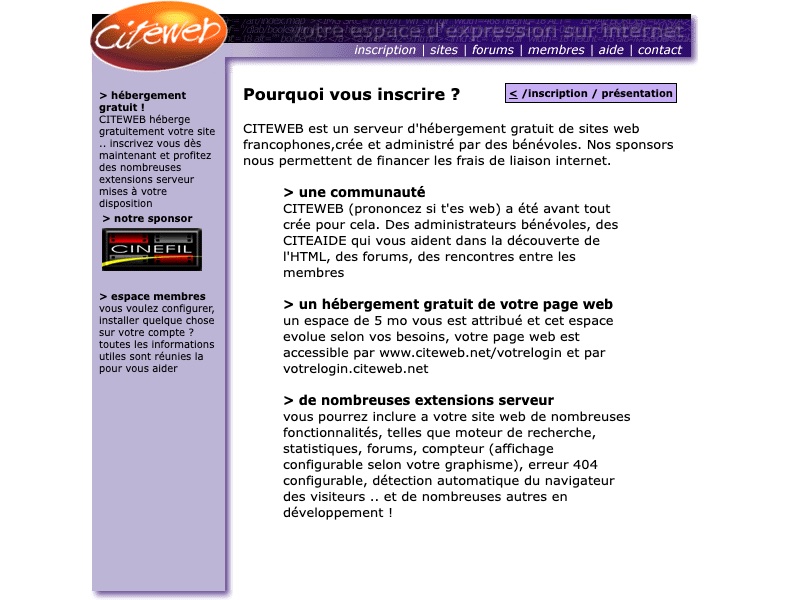 Citeweb
votre espace d'expression sur internet
inscription | sites | forums | membres | aide | contact
> hébergement
gratuit !
CITEWEB héberge
gratuitement votre site
.. inscrivez vous dès
maintenant et profitez
des nombreuses
extensions serveur
mises à votre
disposition
> notre sponsor
CINEFIL
> espace membres
vous voulez configurer,
installer quelque chose
sur votre compte ?
toutes les informations
utiles sont réunies la
pour vous aider
Pourquoi vous inscrire ?
< /inscription / présentation
CITEWEB est un serveur d'hébergement gratuit de sites web
francophones,crée et administré par des bénévoles. Nos sponsors
nous permettent de financer les frais de liaison internet.
> une communauté
CITEWEB (prononcez si t'es web) a été avant tout
crée pour cela. Des administrateurs bénévoles, des
CITEAIDE qui vous aident dans la découverte de
l'HTML, des forums, des rencontres entre les
membres
> un hébergement gratuit de votre page web
un espace de 5 mo vous est attribué et cet espace
evolue selon vos besoins, votre page web est
accessible par www.citeweb.net/votrelogin et par
votrelogin.citeweb.net
> de nombreuses extensions serveur
vous pourrez inclure a votre site web de nombreuses
fonctionnalités, telles que moteur de recherche,
statistiques, forums, compteur (affichage
configurable selon votre graphisme), erreur 404
configurable, détection automatique du navigateur
des visiteurs .. et de nombreuses autres en
développement !